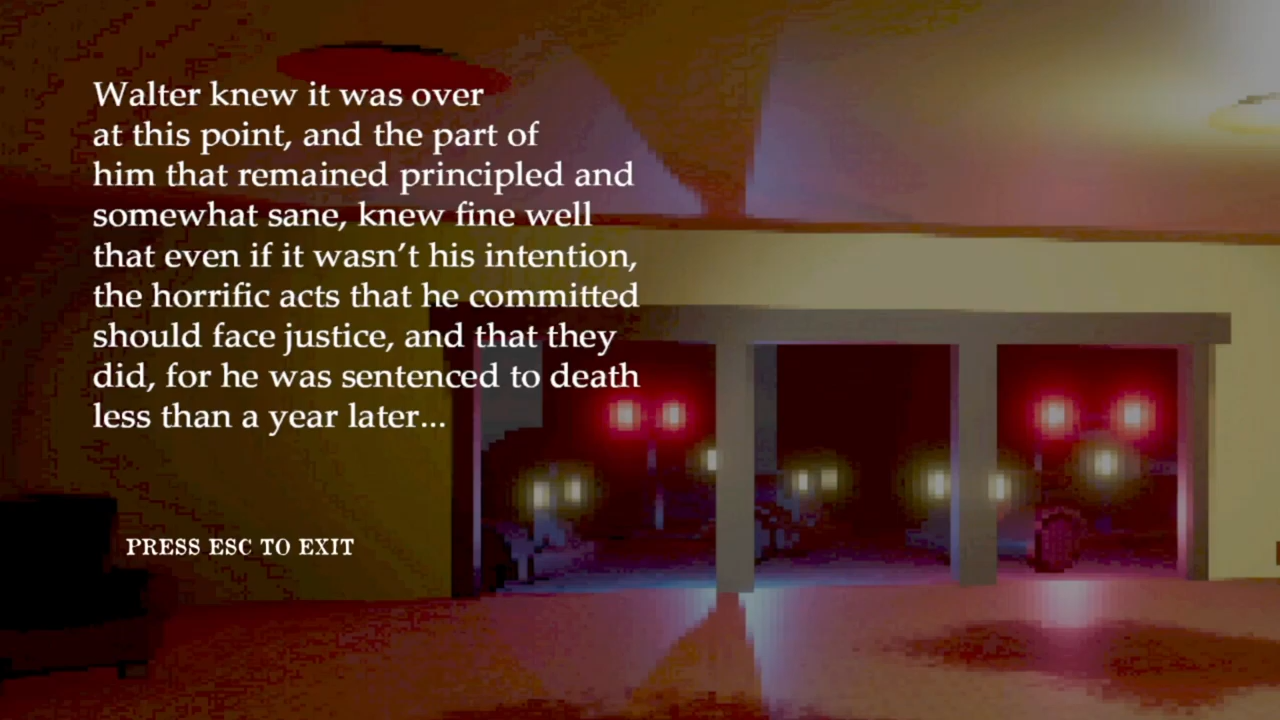 Walter knew it was over
at this point, and the part of
him that remained principled and
somewhat sane, knew fine well
that even if it wasn’t his intention,
the horrific acts that he committed
should face justice, and that they
did, for he was sentenced to death
less than a year later...
PRESS ESC TO EXIT